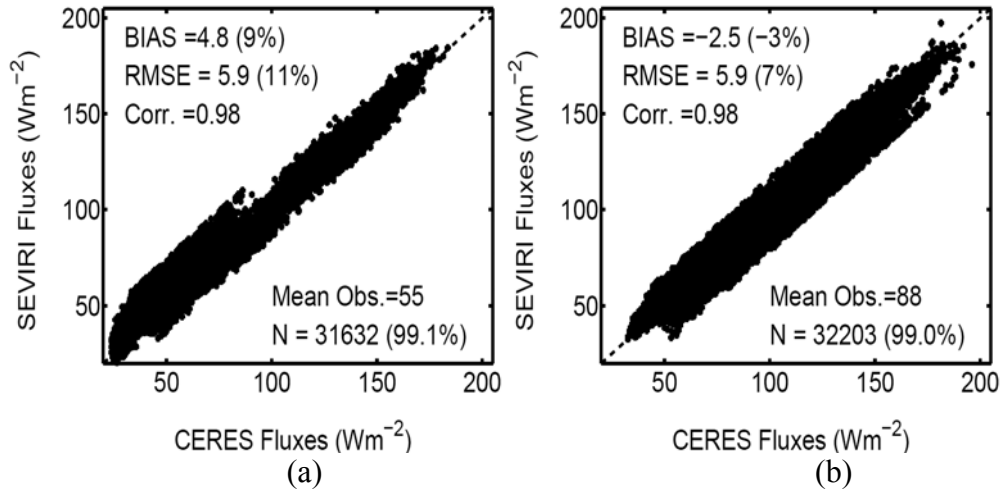 200
150
100
50
SEVIRI Fluxes (Wm−2)
BIAS =4.8 (9%)
RMSE = 5.9 (11%)
Corr. =0.98
Mean Obs.=55
N = 31632 (99.1%)
50 100 150 200
CERES Fluxes (Wm−2)
(a)
200
150
100
50
SEVIRI Fluxes (Wm−2)
BIAS=−2.5 (−3%)
RMSE = 5.9 (7%)
Corr. =0.98
Mean Obs.=88
N = 32203 (99.0%)
50 100 150 200
CERES Fluxes (Wm−2)
(b)